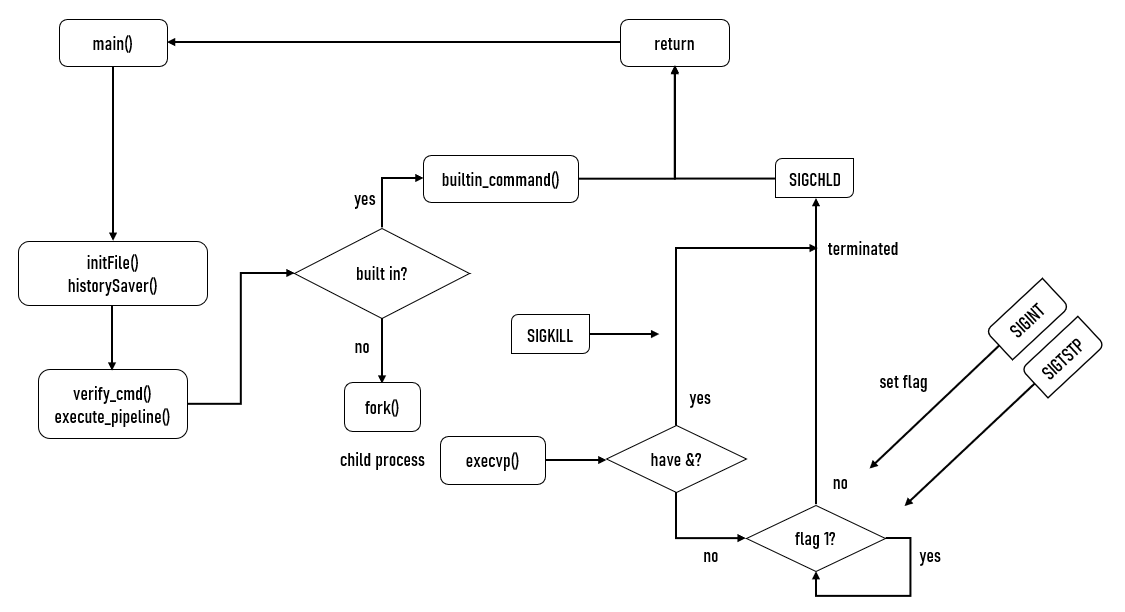 main()
return
builtin_command()
SIGCHLD
yes
initFile()
historySaver()
built in?
terminated
SIGKILL
SIGINT
SIGTSTP
no
set flag
verify_cmd()
execute_pipeline()
fork()
yes
child process
execvp()
have &?
no
flag 1?
no
yes